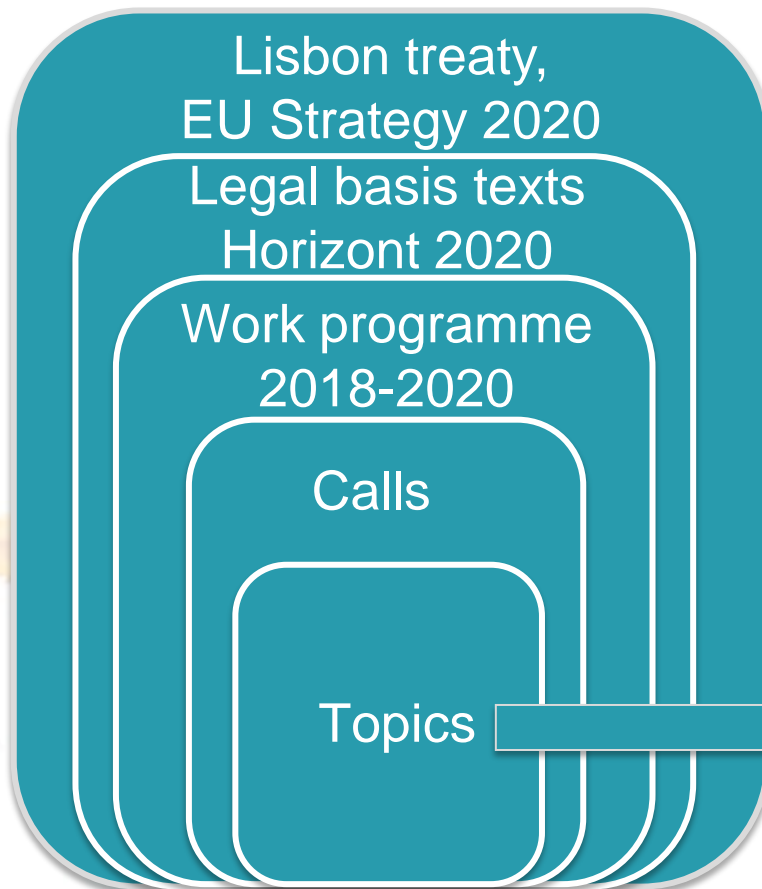 Lisbon treaty,
EU Strategy 2020
Legal basis texts
Horizont 2020
Work programme
2018-2020
Calls
Topics